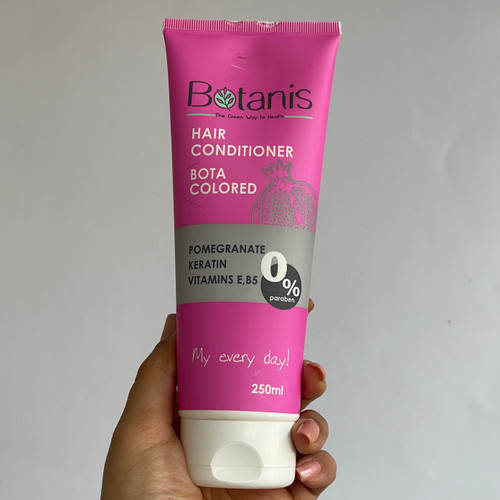 Botanis
The Green Way to Health
HAIR
CONDITIONER
BOTA
COLORED
POMEGRANATE
KERATIN
VITAMINS E,B5
0%
paraben
My every day!
250ml